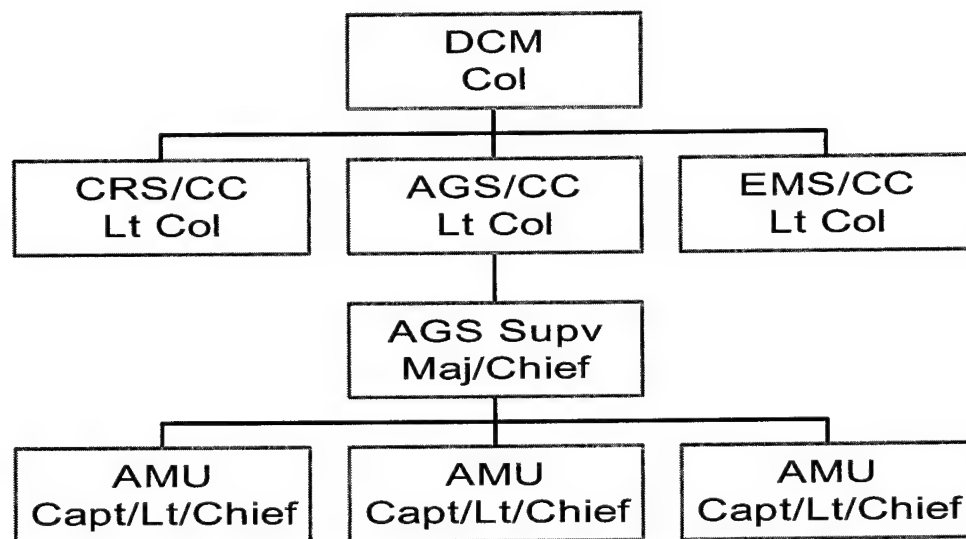 DCM
Col
CRS/CC
Lt Col
AGS/CC
Lt Col
EMS/CC
Lt Col
AGS Supv
Maj/Chief
AMU
Capt/Lt/Chief
AMU
Capt/Lt/Chief
AMU
Capt/Lt/Chief